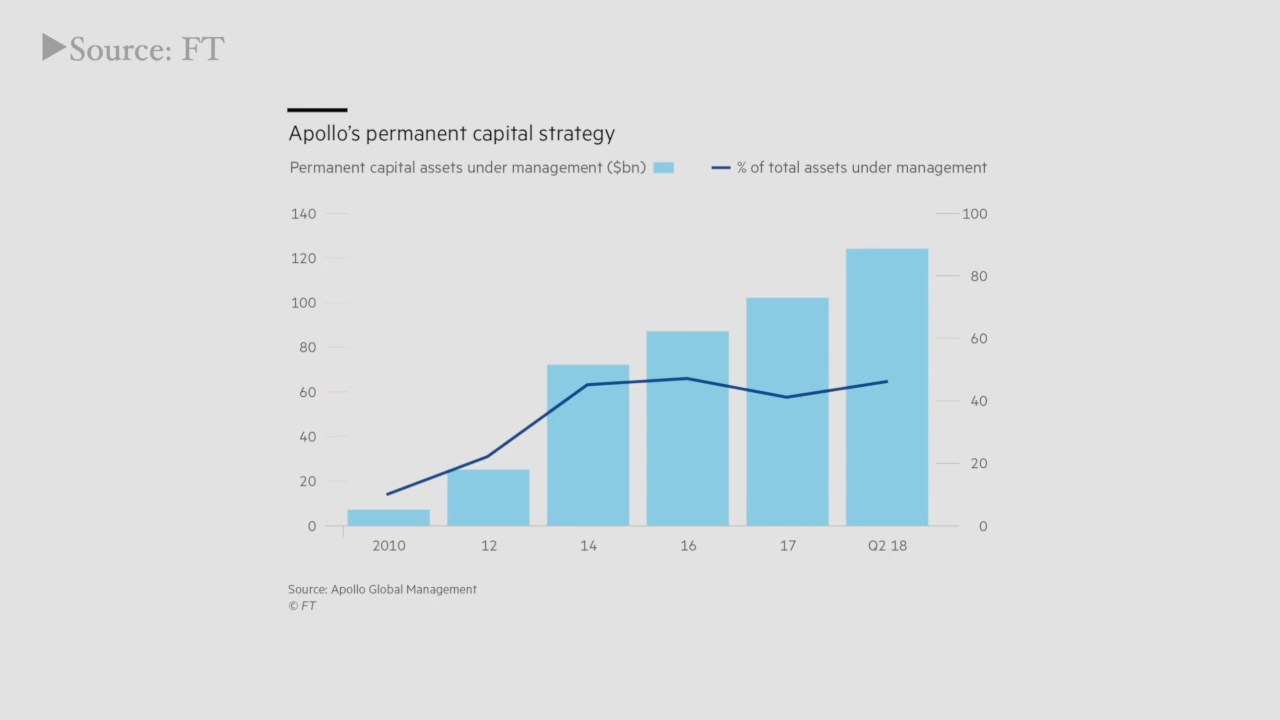 Source: FT
Apollo's permanent capital strategy
Permanent capital assets under management ($bn) % of total assets under management
140 100
120 80
100 60
80 40
60 20
40 0
20
0
2010 12 14 16 17 Q2 18
Source: Apollo Global Management
© FT